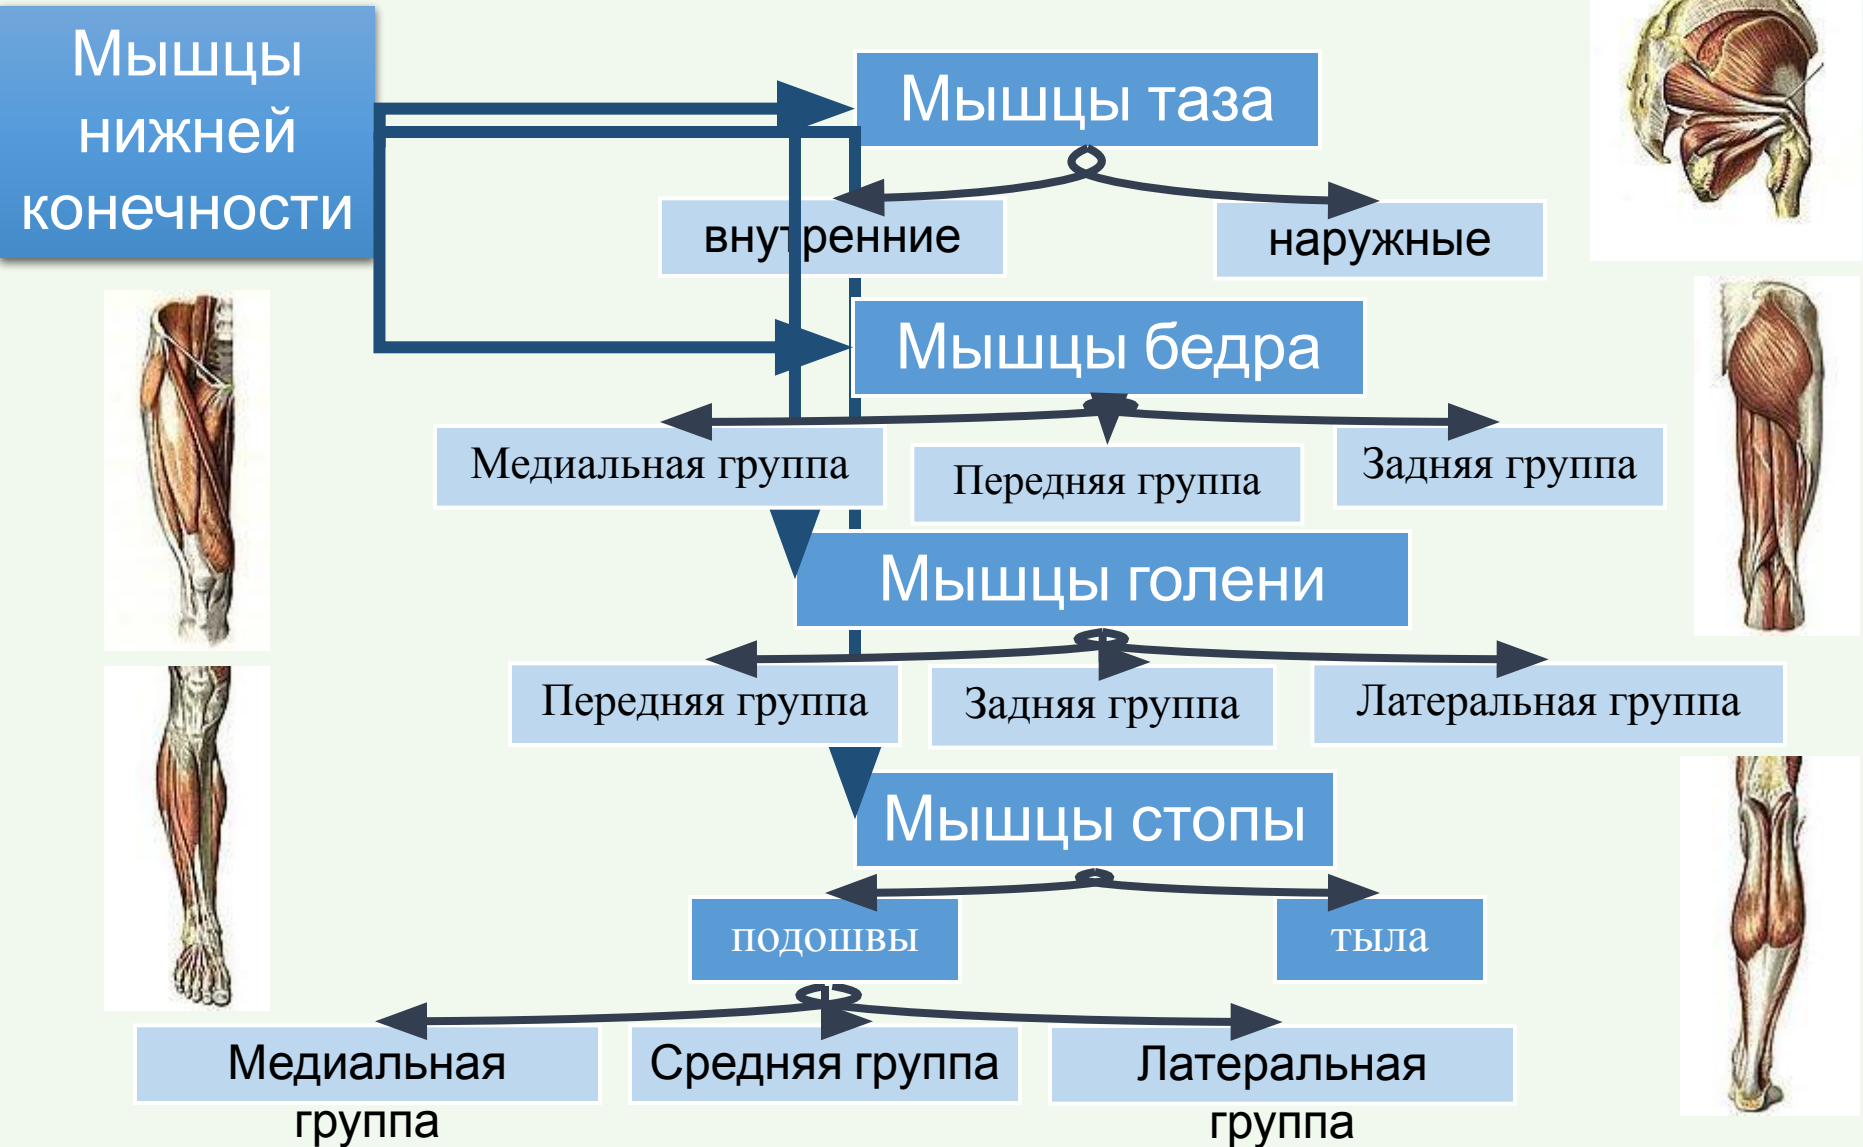 Мышцы
нижней
конечности
Мышцы таза
внутренние
наружные
Мышцы бедра
Медиальная группа
Передняя группа
Задняя группа
Мышцы голени
Передняя группа
Задняя группа
Латеральная группа
Мышцы стопы
подошвы
тыла
Медиальная
группа
Средняя группа
Латеральная
группа